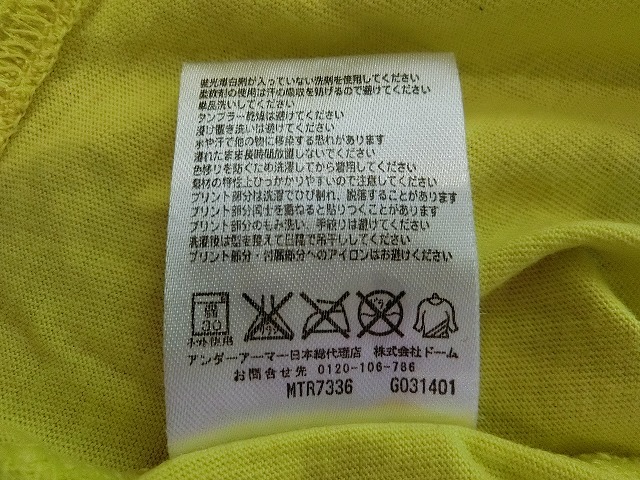 蛍光増白剤が入っていない洗剤を使用してください
柔軟剤の使用は汗の吸収を妨げるので避けてください
単品洗いしてください
タンブラー乾燥は避けてください
浸け置き洗いは避けてください
水や汗で他の物に移染する恐れがあります
濡れたまま長時間放置しないでください
色移りを防ぐため洗濯してから着用してください
素材の特性上ひっかかりやすいので注意してください
プリント部分は洗濯でひび割れ、脱落することがあります
プリント部分同士を重ねると貼りつくことがあります
プリント部分のもみ洗い、手絞りは避けてください
洗濯後は型を整えて日陰で吊干ししてください
プリント部分・付属部分へのアイロンはお避けください
弱
30
ネット使用
アンダーアーマー日本総代理店 株式会社ドーム
お問合せ先 0120-106-786
MTR7336 G031401